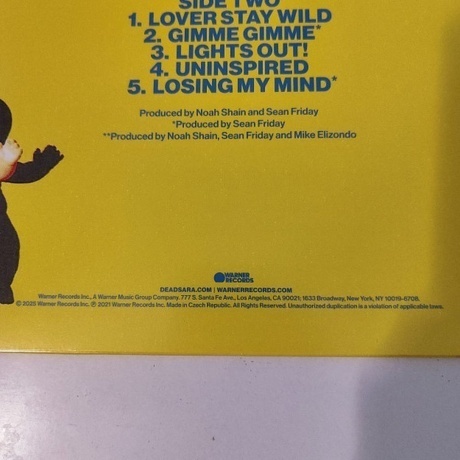 SIDE TWO
1. LOVER STAY WILD
2. GIMME GIMME*
3. LIGHTS OUT!
4. UNINSPIRED
5. LOSING MY MIND*
Produced by Noah Shain and Sean Friday
*Produced by Sean Friday
**Produced by Noah Shain, Sean Friday and Mike Elizondo
WARNER
RECORDS
DEADSARA.COM | WARNERRECORDS.COM
Warner Records Inc., A Warner Music Group Company. 777 S. Santa Fe Ave., Los Angeles, CA 90021; 1633 Broadway, New York, NY 10019-6708.
© 2025 Warner Records Inc. ℗ 2021 Warner Records Inc. Made in Czech Republic. All Rights Reserved. Unauthorized duplication is a violation of applicable laws.